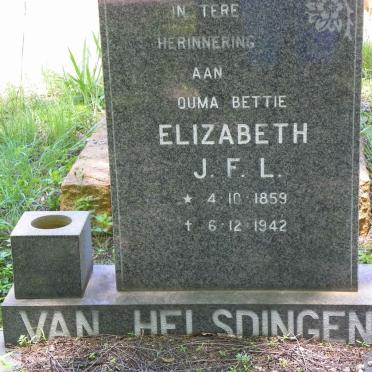 IN TERE
HERINNERING
AAN
OUMA BETTIE
ELIZABETH
J. F. L.
★ 4·10·1859
† 6·12·1942
VAN HELSDINGEN